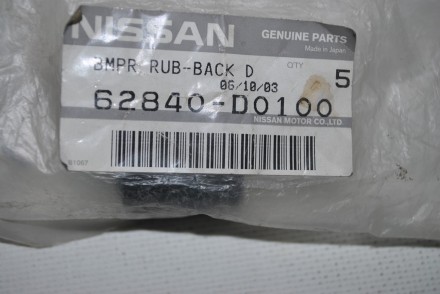 NISSAN GENUINE PARTS
Made in Japan
BMPR RUB-BACK D QTY 5
06/10/03
62840-D0100
NISSAN MOTOR CO.,LTD.